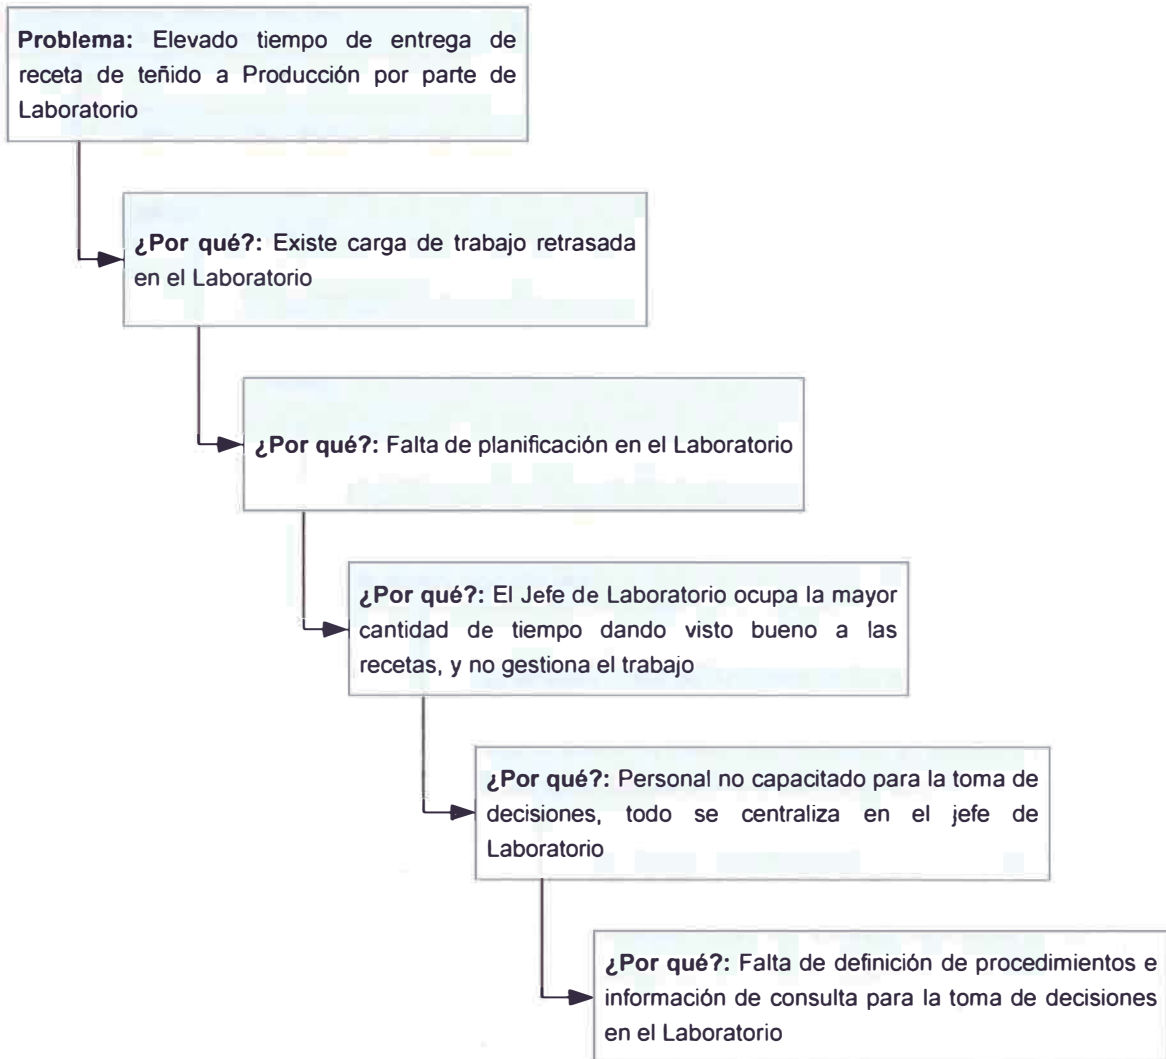 Problema: Elevado tiempo de entrega de
receta de teñido a Producción por parte de
Laboratorio
¿Por qué?: Existe carga de trabajo retrasada
en el Laboratorio
¿Por qué?: Falta de planificación en el Laboratorio
¿Por qué?: El Jefe de Laboratorio ocupa la mayor
cantidad de tiempo dando visto bueno a las
recetas, y no gestiona el trabajo
¿Por qué?: Personal no capacitado para la toma de
decisiones, todo se centraliza en el jefe de
Laboratorio
¿Por qué?: Falta de definición de procedimientos e
información de consulta para la toma de decisiones
en el Laboratorio